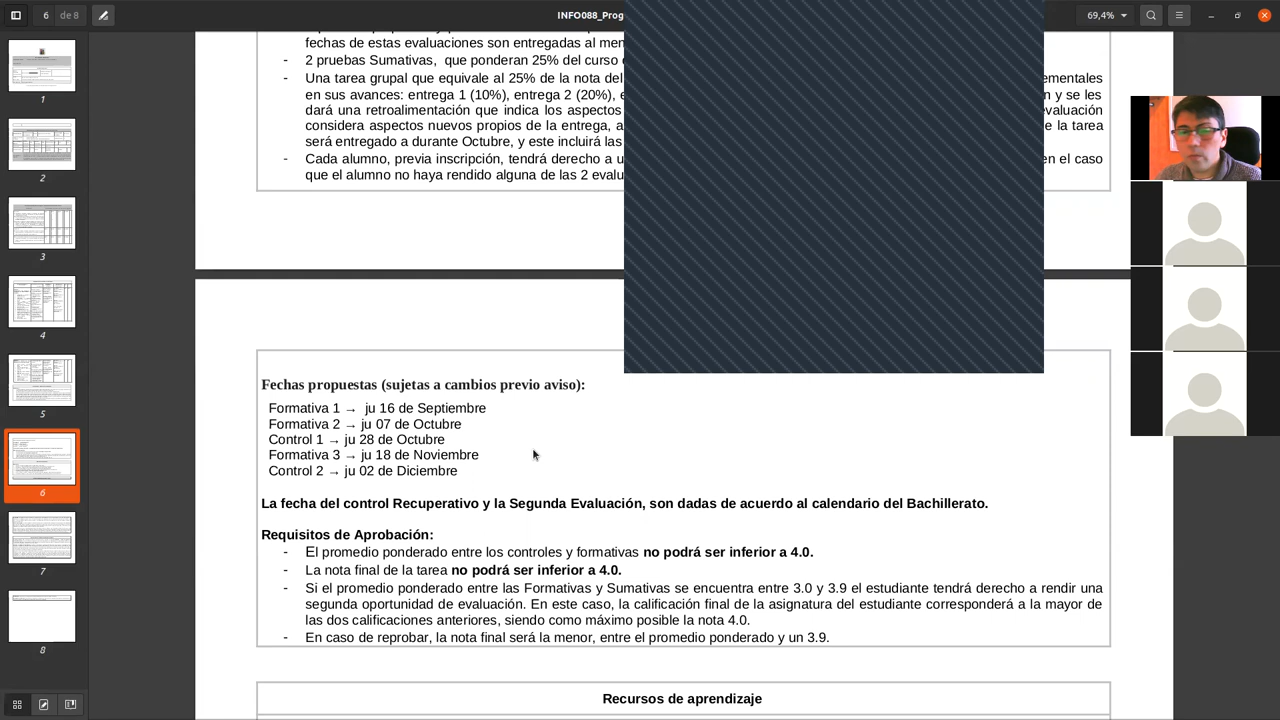 6 de 8
INFO088_Prog
69,4%
fechas de estas evaluaciones son entregadas al
- 2 pruebas Sumativas, que ponderan 25% del curso
- Una tarea grupal que equivale al 25% de la nota del ementales
en sus avances: entrega 1 (10%), entrega 2 (20%), n y se les
dará una retroalimentación que indica los aspectos evaluación
considera aspectos nuevos propios de la entrega, a e la tarea
será entregado a durante Octubre, y este incluirá las
- Cada alumno, previa inscripción, tendrá derecho a en el caso
que el alumno no haya rendido alguna de las 2
Fechas propuestas (sujetas a cambios previo aviso):
Formativa 1 → ju 16 de Septiembre
Formativa 2 → ju 07 de Octubre
Control 1 → ju 28 de Octubre
Formativa 3 → ju 18 de Noviembre
Control 2 → ju 02 de Diciembre
La fecha del control Recuperativo y la Segunda Evaluación, son dadas de acuerdo al calendario del Bachillerato.
Requisitos de Aprobación:
- El promedio ponderado entre los controles y formativas no podrá ser inferior a 4.0.
- La nota final de la tarea no podrá ser inferior a 4.0.
- Si el promedio ponderado entre las Formativas y Sumativas se encuentra entre 3.0 y 3.9 el estudiante tendrá derecho a rendir una
segunda oportunidad de evaluación. En este caso, la calificación final de la asignatura del estudiante corresponderá a la mayor de
las dos calificaciones anteriores, siendo como máximo posible la nota 4.0.
- En caso de reprobar, la nota final será la menor, entre el promedio ponderado y un 3.9.
Recursos de aprendizaje
1
2
3
4
5
6
7
8